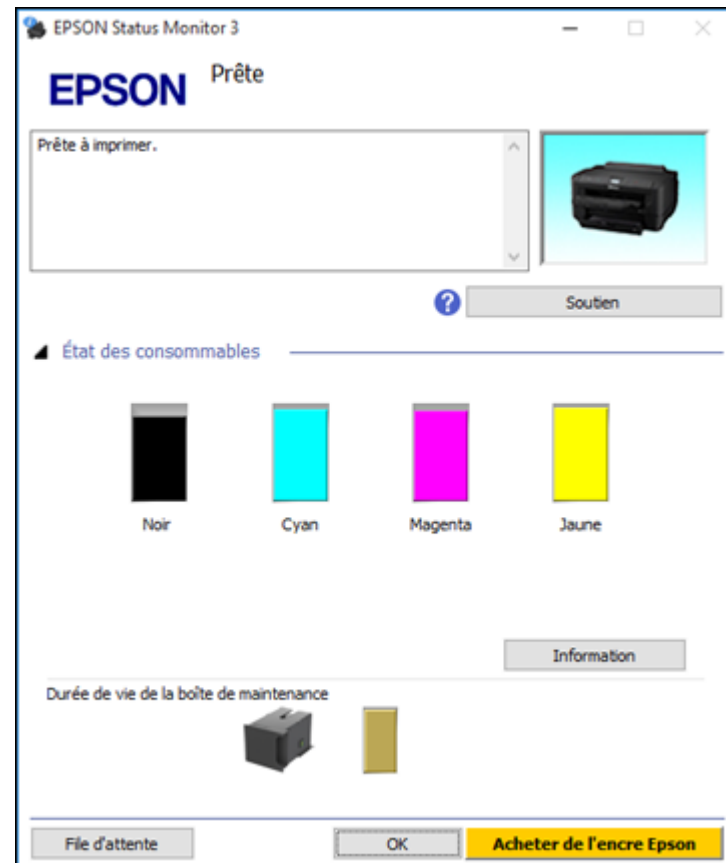 EPSON Status Monitor 3
EPSON
Prête
Prête à imprimer.
Soutien
État des consommables
Noir
Cyan
Magenta
Jaune
Information
Durée de vie de la boîte de maintenance
File d'attente
OK
Acheter de l'encre Epson